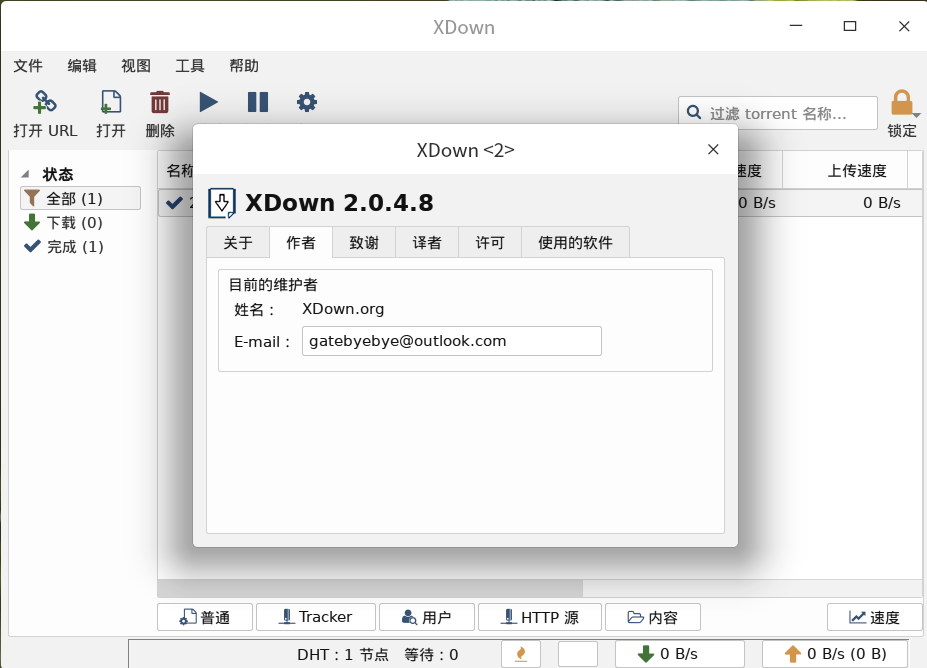 XDown
文件 编辑 视图 工具 帮助
打开 URL 打开 删除
过滤 torrent 名称...
锁定
状态
全部 (1)
下载 (0)
完成 (1)
名称
速度 上传速度
0 B/s 0 B/s
XDown <2>
XDown 2.0.4.8
关于 作者 致谢 译者 许可 使用的软件
目前的维护者
姓名： XDown.org
E-mail： gatebyebye@outlook.com
普通 Tracker 用户 HTTP 源 内容 速度
DHT：1 节点 等待：0 0 B/s 0 B/s (0 B)